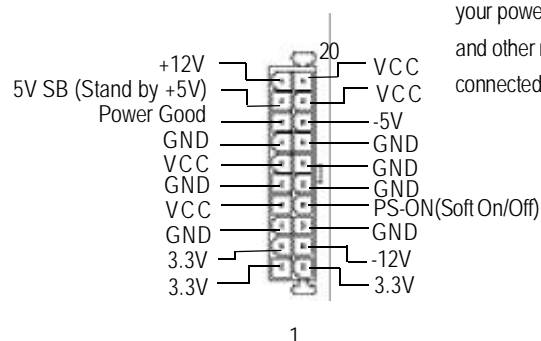 your powe
and other
connected
20
+12V
5V SB (Stand by +5V)
Power Good
GND
VCC
GND
VCC
GND
3.3V
3.3V
VCC
VCC
-5V
GND
GND
GND
PS-ON(Soft On/Off)
GND
-12V
3.3V
1